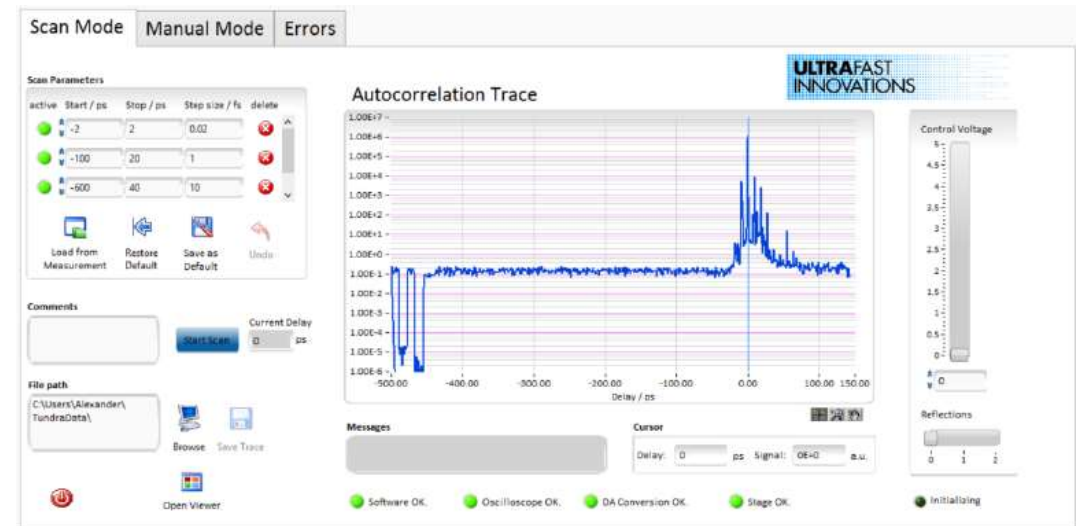 Scan Mode Manual Mode Errors
Scan Parameters
active Start / ps Stop / ps Step size / fs delete
-2 2 0.02
-100 20 1
-600 40 10
Load from Measurement
Restore Default
Save as Default
Undo
Comments
Start Scan
Current Delay
0 ps
File path
C:\Users\Alexander\
TundraData\
Browse Save Trace
Open Viewer
ULTRAFAST
INNOVATIONS
Autocorrelation Trace
1.00E+7
1.00E+6
1.00E+5
1.00E+4
1.00E+3
1.00E+2
1.00E+1
1.00E+0
1.00E-1
1.00E-2
1.00E-3
1.00E-4
1.00E-5
1.00E-6
-500.00 -400.00 -300.00 -200.00 -100.00 0.00 100.00 150.00
Delay / ps
Messages
Cursor
Delay: 0 ps Signal: 0E+0 a.u.
Software OK. Oscilloscope OK. DA Conversion OK. Stage OK.
Control Voltage
5
4.5
4
3.5
3
2.5
2
1.5
1
0.5
0
0
Reflections
0 1 2
Initializing